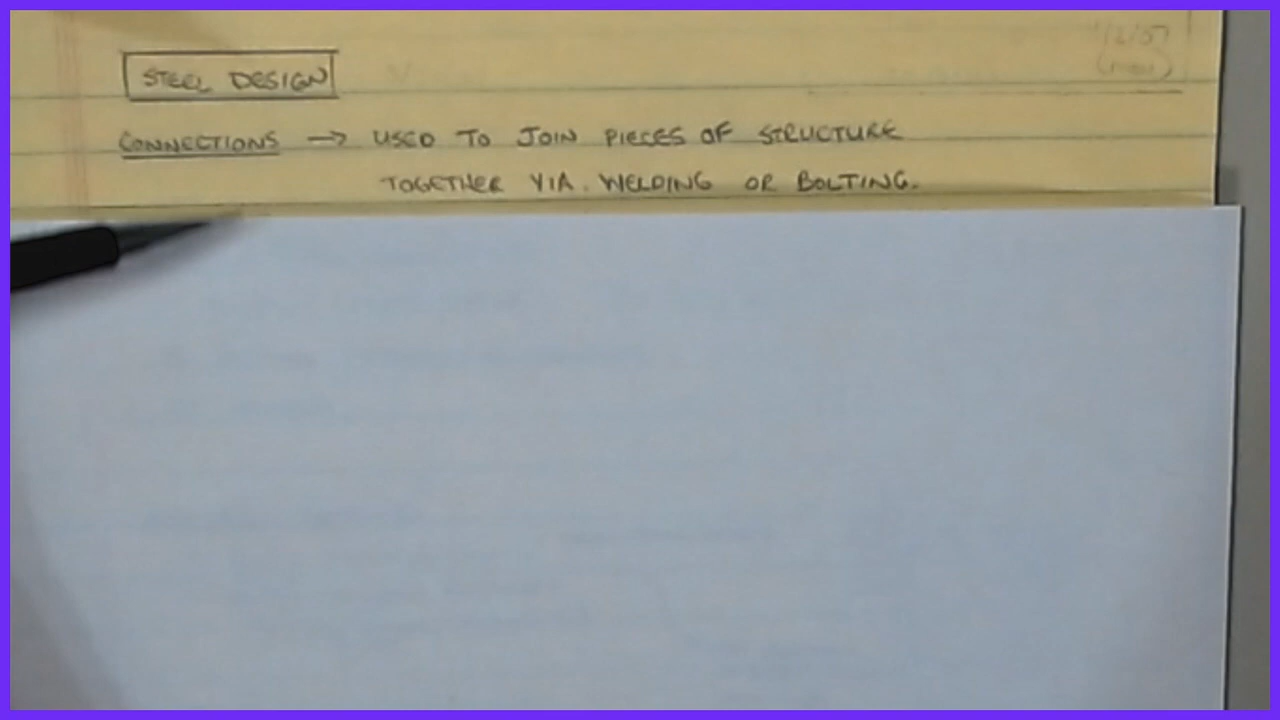 STEEL DESIGN
CONNECTIONS → USED TO JOIN PIECES OF STRUCTURE
TOGETHER VIA. WELDING OR BOLTING.